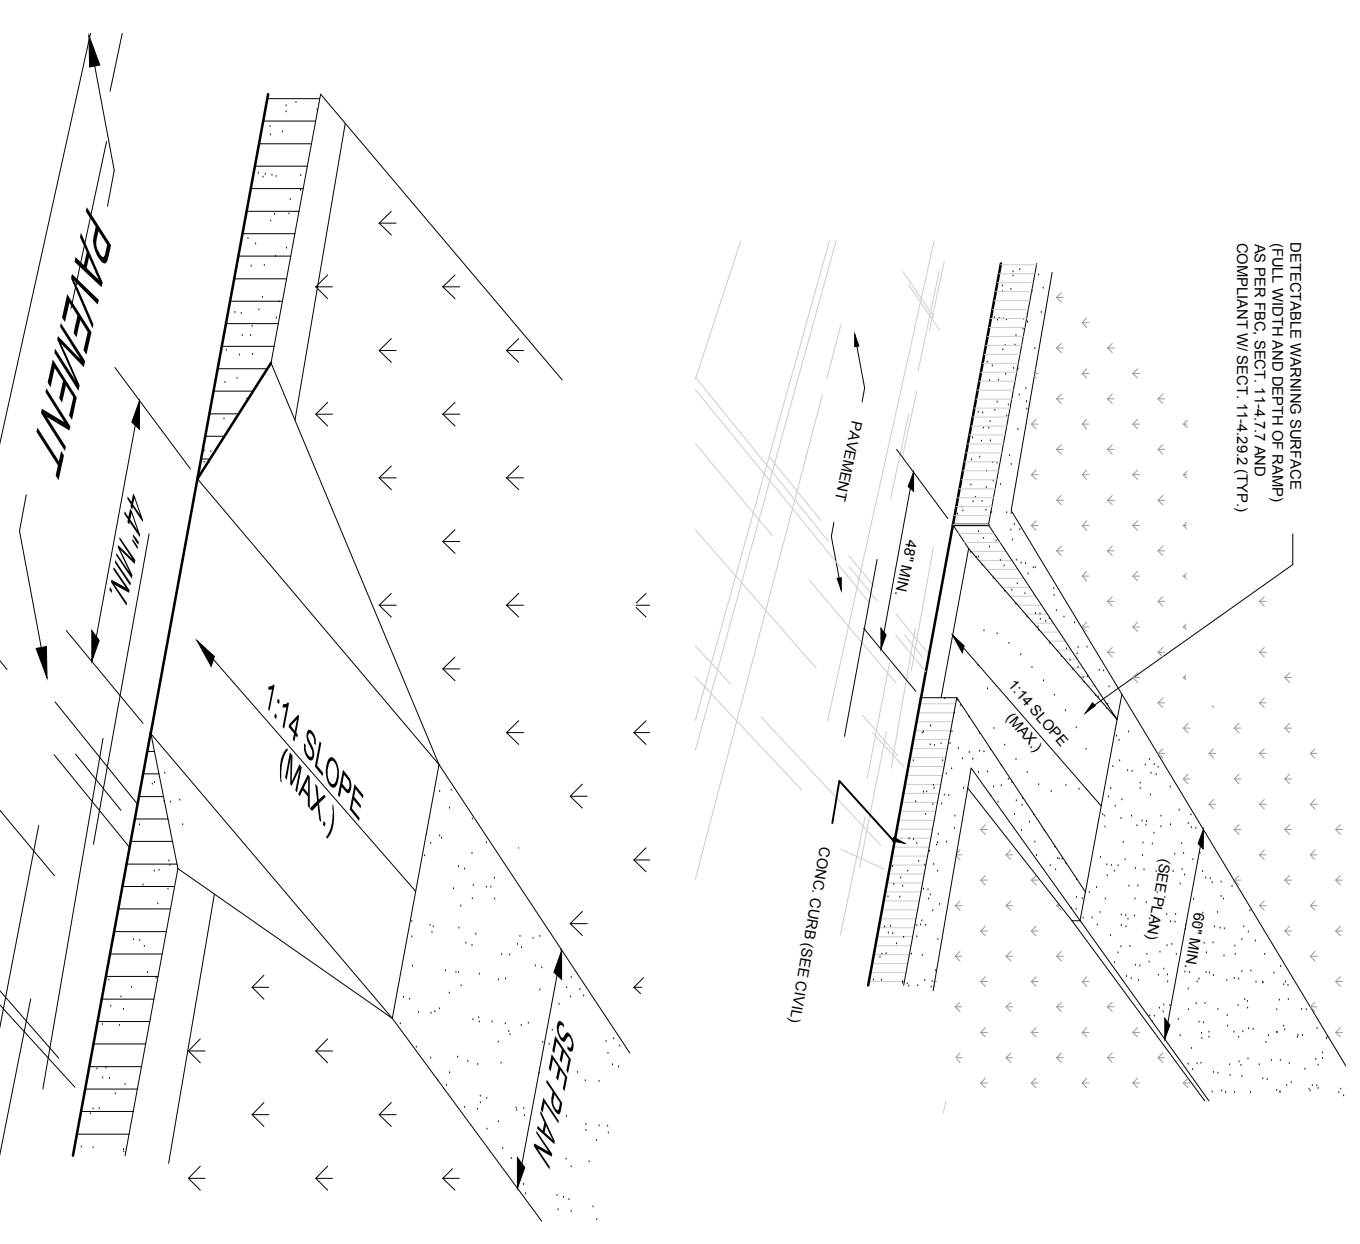 DETECTABLE WARNING SURFACE
(FULL WIDTH AND DEPTH OF RAMP)
AS PER FBC, SECT. 11-4.7.7 AND
COMPLIANT W/ SECT. 11-4.29.2 (TYP.)
PAVEMENT
48" MIN.
1:14 SLOPE
(MAX.)
60" MIN
(SEE PLAN)
CONC. CURB (SEE CIVIL)
PAVEMENT
44" MIN.
1:14 SLOPE
(MAX.)
SEE PLAN